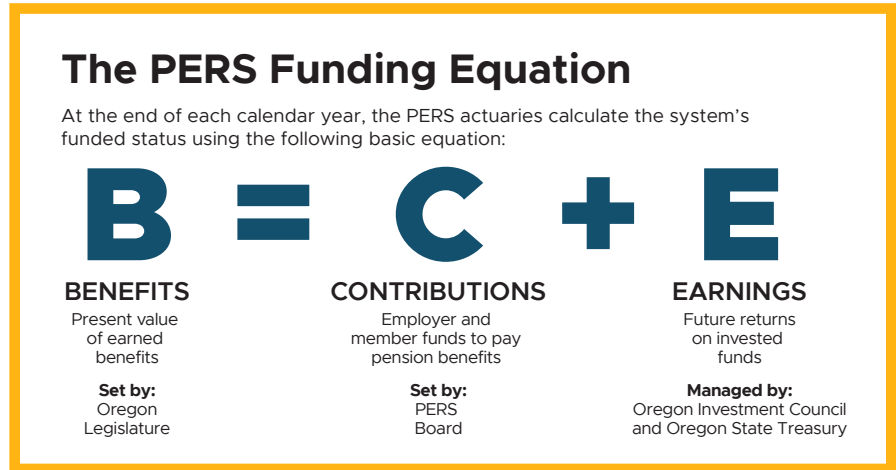 The PERS Funding Equation
At the end of each calendar year, the PERS actuaries calculate the system's
funded status using the following basic equation:
B = C + E
BENEFITS
Present value
of earned
benefits
Set by:
Oregon
Legislature
CONTRIBUTIONS
Employer and
member funds to pay
pension benefits
Set by:
PERS
Board
EARNINGS
Future returns
on invested
funds
Managed by:
Oregon Investment Council
and Oregon State Treasury